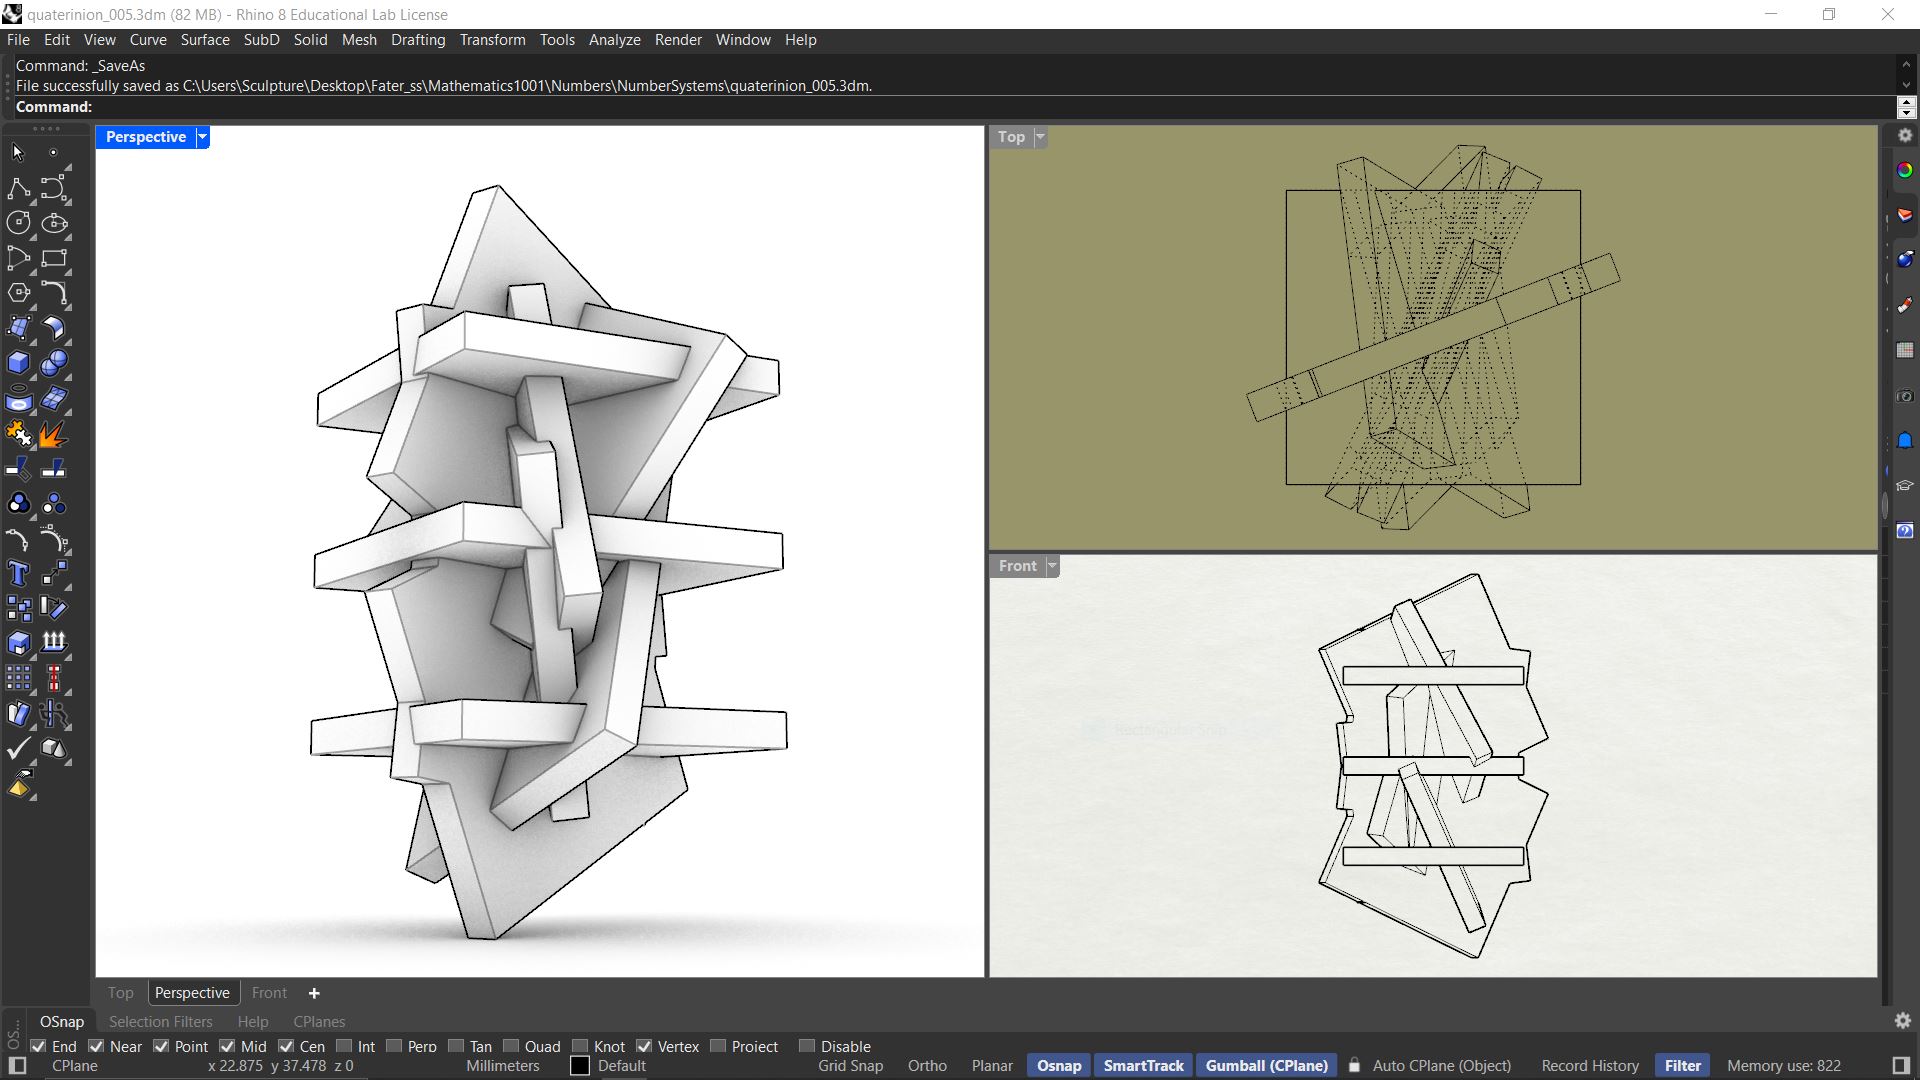 quaterinion_005.3dm (82 MB) - Rhino 8 Educational Lab License
File Edit View Curve Surface SubD Solid Mesh Drafting Transform Tools Analyze Render Window Help
Command: _SaveAs
File successfully saved as C:\Users\Sculpture\Desktop\Fater_ss\Mathematics1001\Numbers\NumberSystems\quaterinion_005.3dm.
Command:
Perspective
Top
Front
Rectangular Snip
Top Perspective Front +
OS...
OSnap Selection Filters Help CPlanes
End Near Point Mid Cen Int Perp Tan Quad Knot Vertex Project Disable
CPlane x 22.875 y 37.478 z 0 Millimeters Default Grid Snap Ortho Planar Osnap SmartTrack Gumball (CPlane) Auto CPlane (Object) Record History Filter Memory use: 822